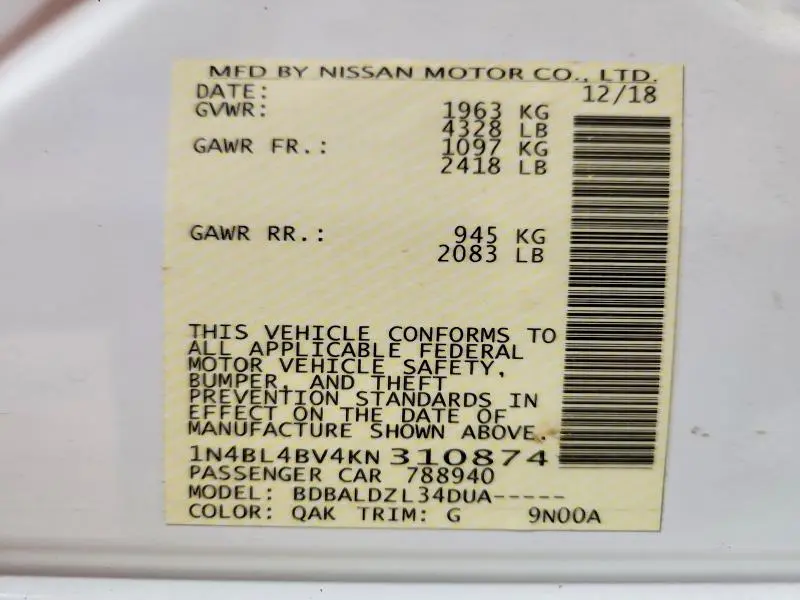 MFD BY NISSAN MOTOR CO., LTD.
DATE: 12/18
GVWR: 1963 KG
4328 LB
GAWR FR.: 1097 KG
2418 LB
GAWR RR.: 945 KG
2083 LB
THIS VEHICLE CONFORMS TO
ALL APPLICABLE FEDERAL
MOTOR VEHICLE SAFETY,
BUMPER, AND THEFT
PREVENTION STANDARDS IN
EFFECT ON THE DATE OF
MANUFACTURE SHOWN ABOVE.
1N4BL4BV4KN310874
PASSENGER CAR 788940
MODEL: BDBALDZL34DUA-----
COLOR: QAK TRIM: G 9N00A